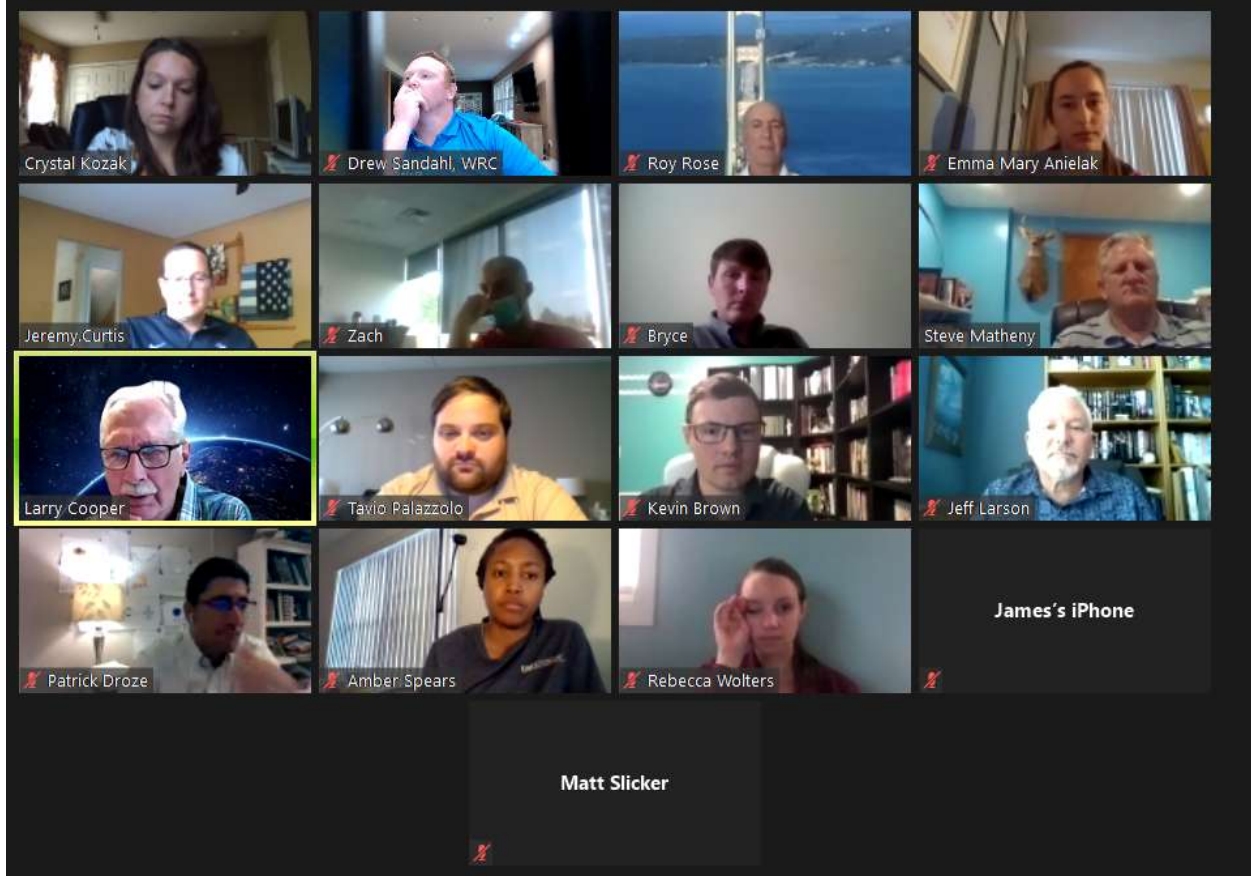 Crystal Kozak
Drew Sandahl, WRC
Roy Rose
Emma Mary Anielak
Jeremy.Curtis
Zach
Bryce
Steve Matheny
Larry Cooper
Tavio Palazzolo
Kevin Brown
Jeff Larson
Patrick Droze
Amber Spears
Rebecca Wolters
James's iPhone
Matt Slicker